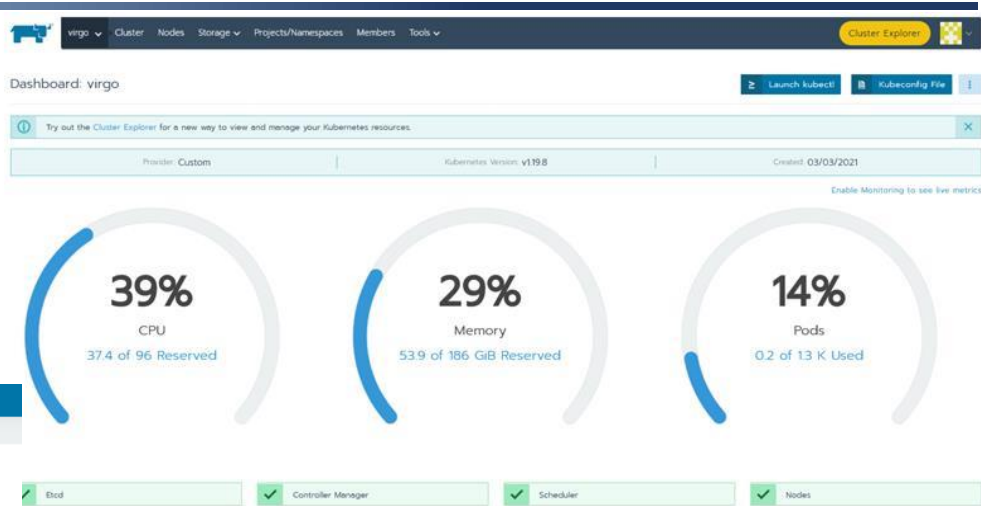 virgo Cluster Nodes Storage Projects/Namespaces Members Tools Cluster Explorer
Dashboard: virgo Launch kubectl Kubeconfig File
Try out the Cluster Explorer for a new way to view and manage your Kubernetes resources.
Provider: Custom Kubernetes Version: v1.19.8 Created: 03/03/2021
Enable Monitoring to see live metrics
39% 29% 14%
CPU Memory Pods
37.4 of 96 Reserved 53.9 of 186 GiB Reserved 0.2 of 1.3 K Used
Etcd Controller Manager Scheduler Nodes